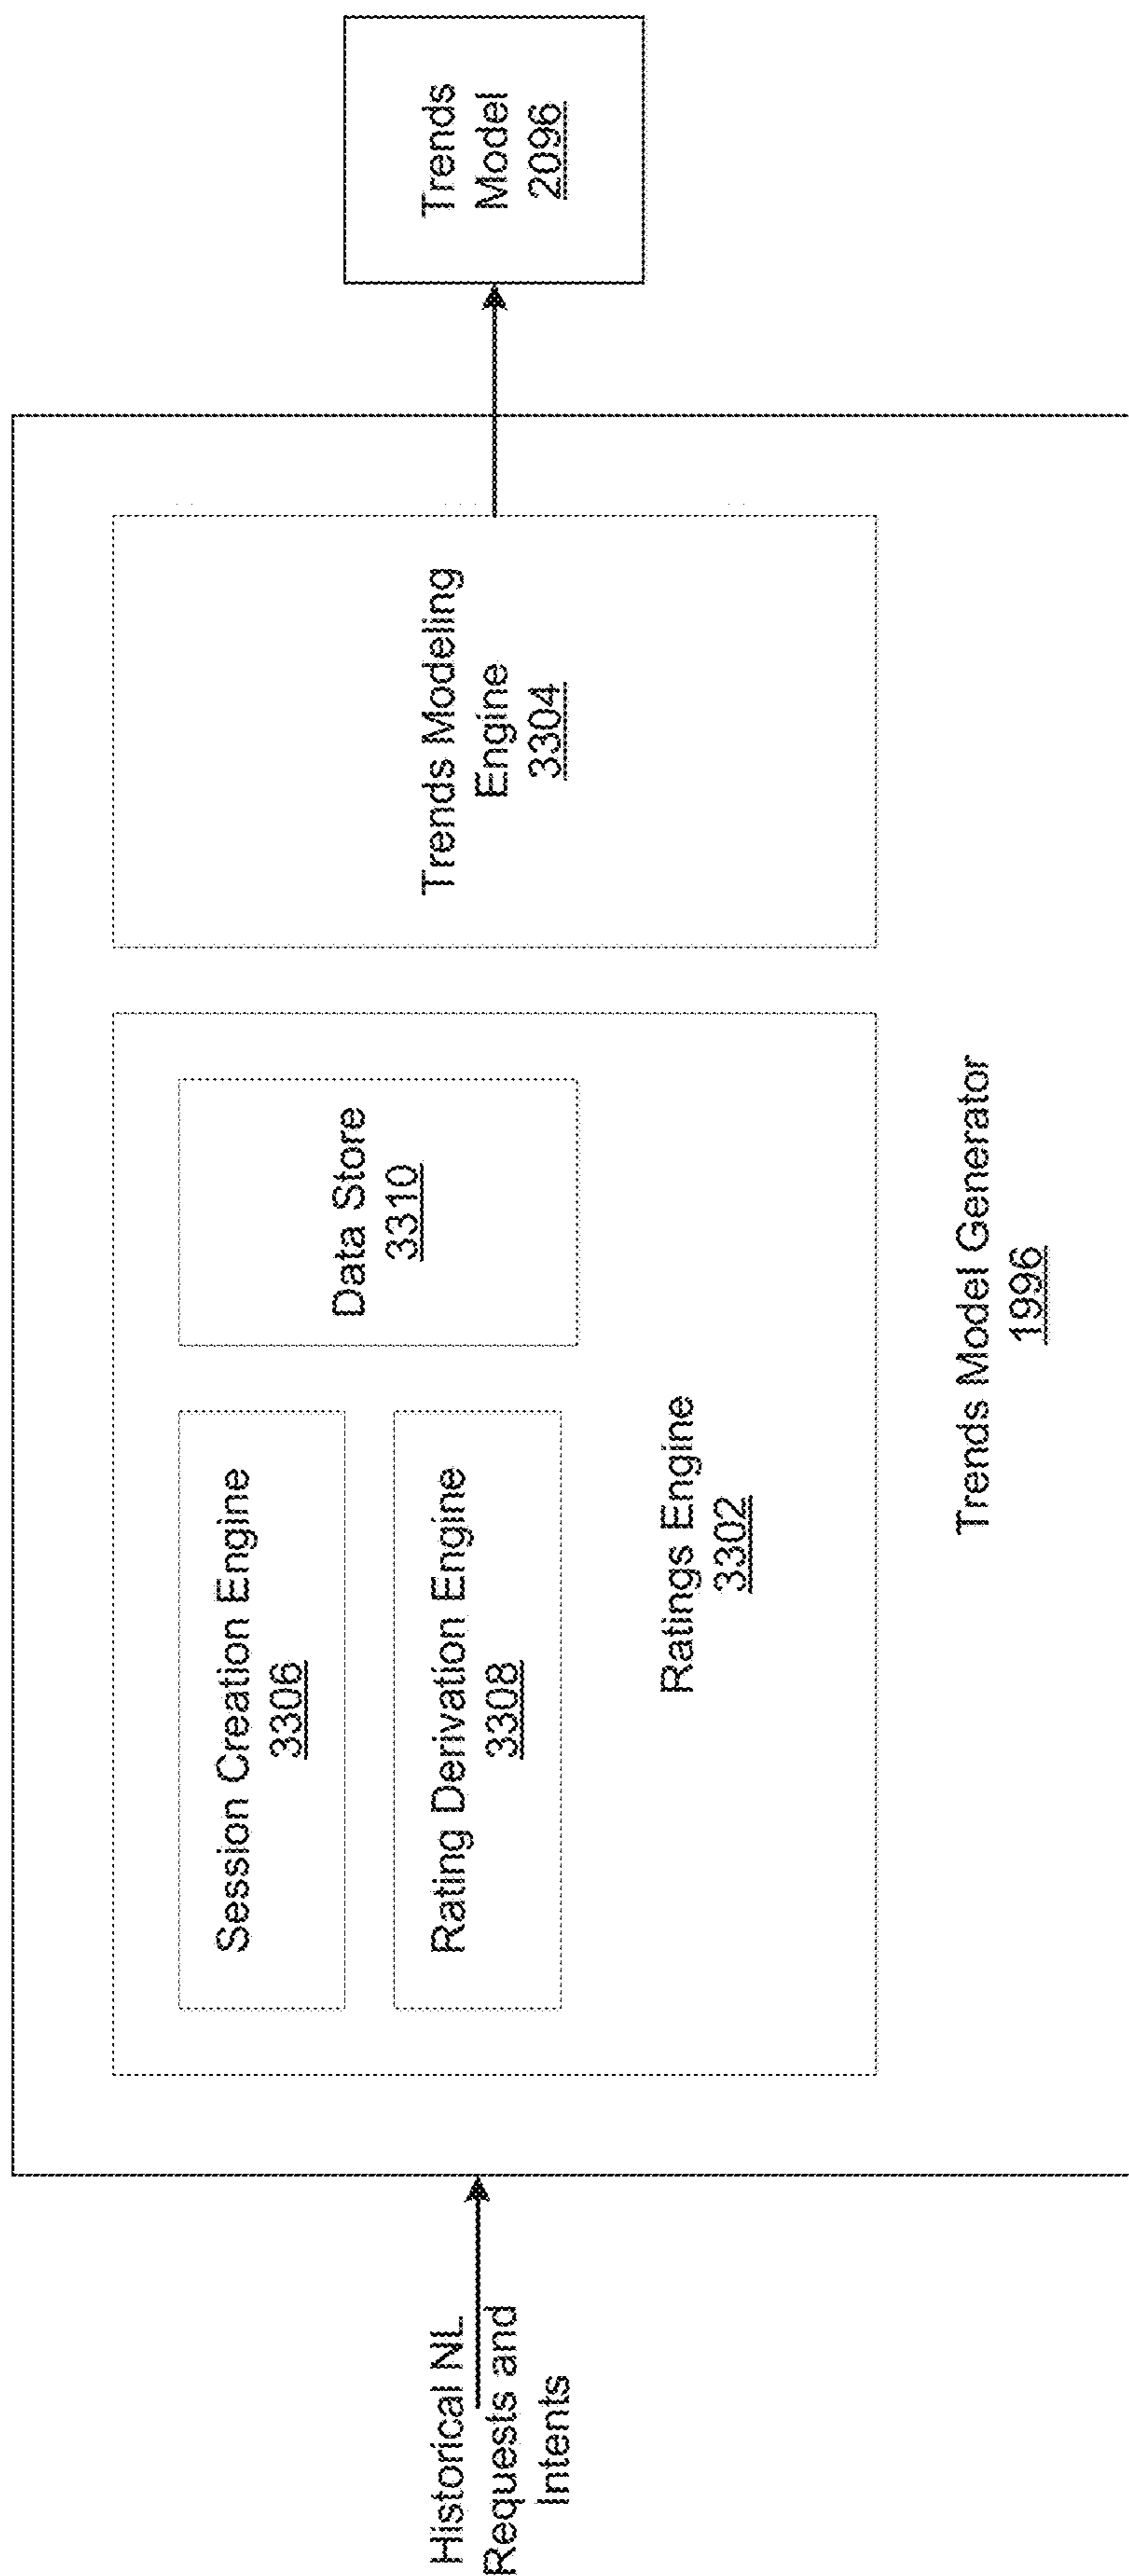 Historical NL
Requests and
Intents
Session Creation Engine
3306
Rating Derivation Engine
3308
Data Store
3310
Ratings Engine
3302
Trends Modeling
Engine
3304
Trends Model Generator
1996
Trends
Model
2096